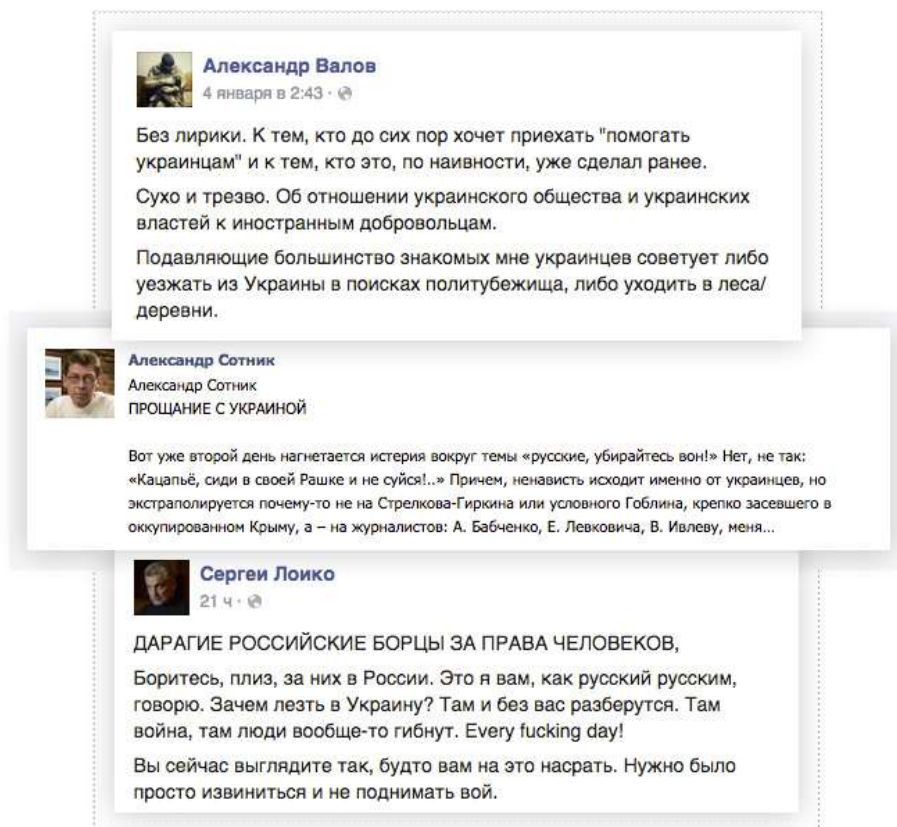 Александр Валов
4 января в 2:43 ·
Без лирики. К тем, кто до сих пор хочет приехать "помогать
украинцам" и к тем, кто это, по наивности, уже сделал ранее.
Сухо и трезво. Об отношении украинского общества и украинских
властей к иностранным добровольцам.
Подавляющие большинство знакомых мне украинцев советует либо
уезжать из Украины в поисках политубежища, либо уходить в леса/
деревни.
Александр Сотник
Александр Сотник
ПРОЩАНИЕ С УКРАИНОЙ
Вот уже второй день нагнетается истерия вокруг темы «русские, убирайтесь вон!» Нет, не так:
«Кацапьё, сиди в своей Рашке и не суйся!..» Причем, ненависть исходит именно от украинцев, но
экстраполируется почему-то не на Стрелкова-Гиркина или условного Гоблина, крепко засевшего в
оккупированном Крыму, а – на журналистов: А. Бабченко, Е. Левковича, В. Ивлеву, меня...
Сергеи Лоико
21 ч ·
ДАРАГИЕ РОССИЙСКИЕ БОРЦЫ ЗА ПРАВА ЧЕЛОВЕКОВ,
Боритесь, плиз, за них в России. Это я вам, как русский русским,
говорю. Зачем лезть в Украину? Там и без вас разберутся. Там
война, там люди вообще-то гибнут. Every fucking day!
Вы сейчас выглядите так, будто вам на это насрать. Нужно было
просто извиниться и не поднимать вой.